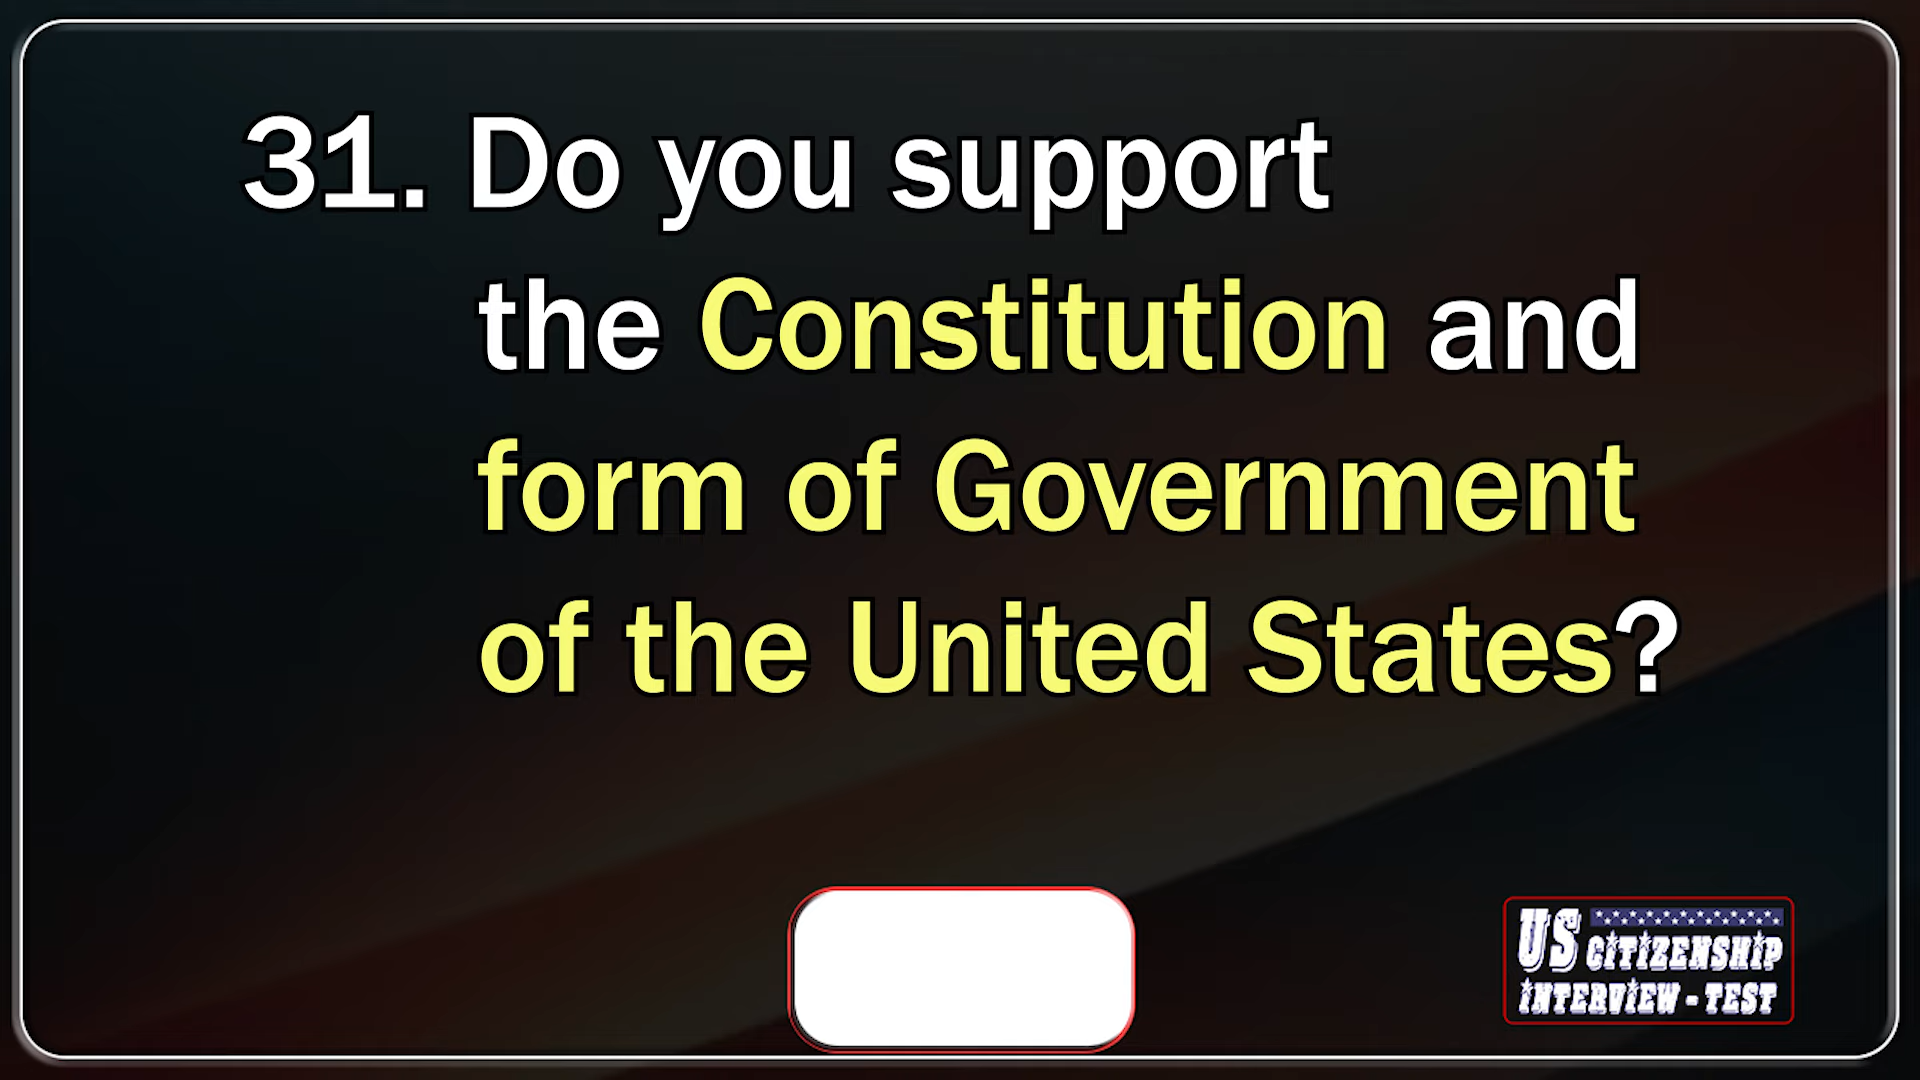 31. Do you support
the Constitution and
form of Government
of the United States?
US CITIZENSHIP
INTERVIEW - TEST